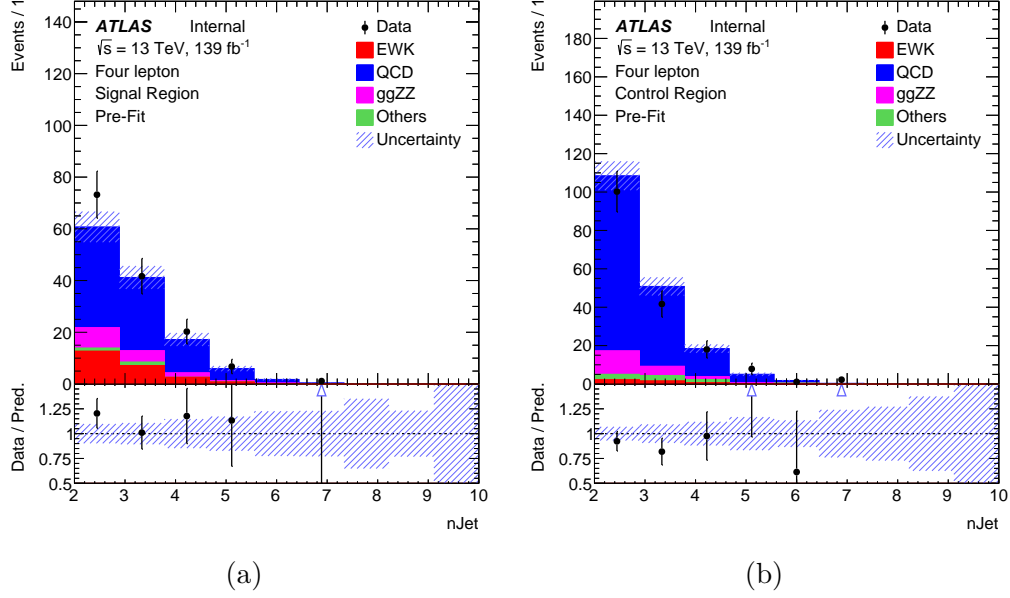 Events / 1
ATLAS Internal
√s = 13 TeV, 139 fb⁻¹
Four lepton
Signal Region
Pre-Fit
Data
EWK
QCD
ggZZ
Others
Uncertainty
140
120
100
80
60
40
20
0
Data / Pred.
1.25
1
0.75
0.5
2 3 4 5 6 7 8 9 10
nJet
(a)
Events / 1
ATLAS Internal
√s = 13 TeV, 139 fb⁻¹
Four lepton
Control Region
Pre-Fit
Data
EWK
QCD
ggZZ
Others
Uncertainty
180
160
140
120
100
80
60
40
20
0
Data / Pred.
1.25
1
0.75
0.5
2 3 4 5 6 7 8 9 10
nJet
(b)